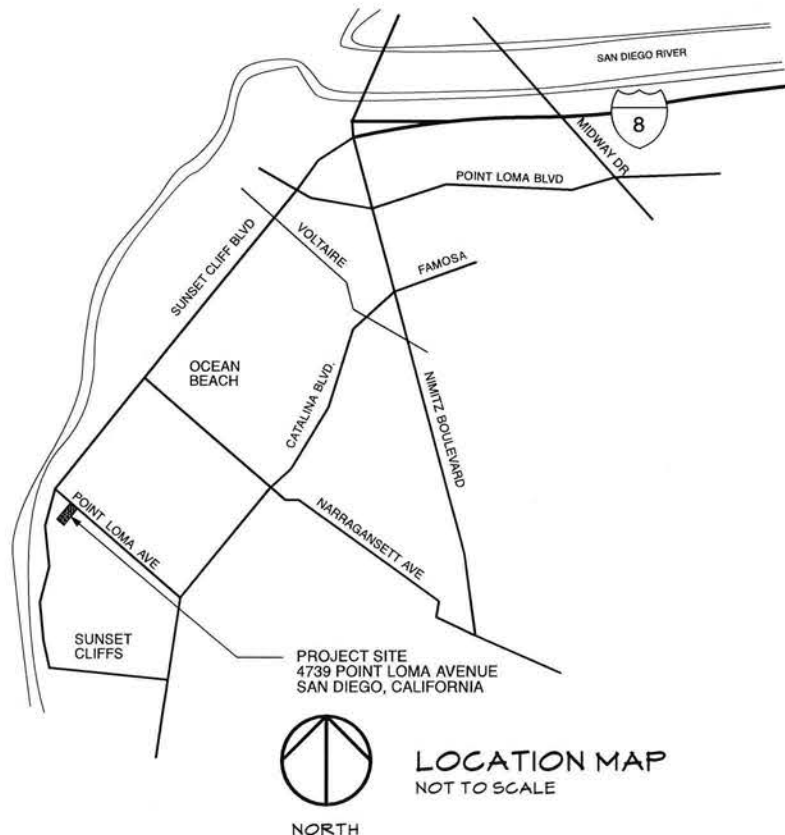 SAN DIEGO RIVER
8
MIDWAY DR
POINT LOMA BLVD
VOLTAIRE
FAMOSA
SUNSET CLIFF BLVD
OCEAN
BEACH
CATALINA BLVD.
NIMITZ BOULEVARD
POINT LOMA AVE
NARRAGANSETT AVE
SUNSET
CLIFFS
PROJECT SITE
4739 POINT LOMA AVENUE
SAN DIEGO, CALIFORNIA
LOCATION MAP
NOT TO SCALE
NORTH